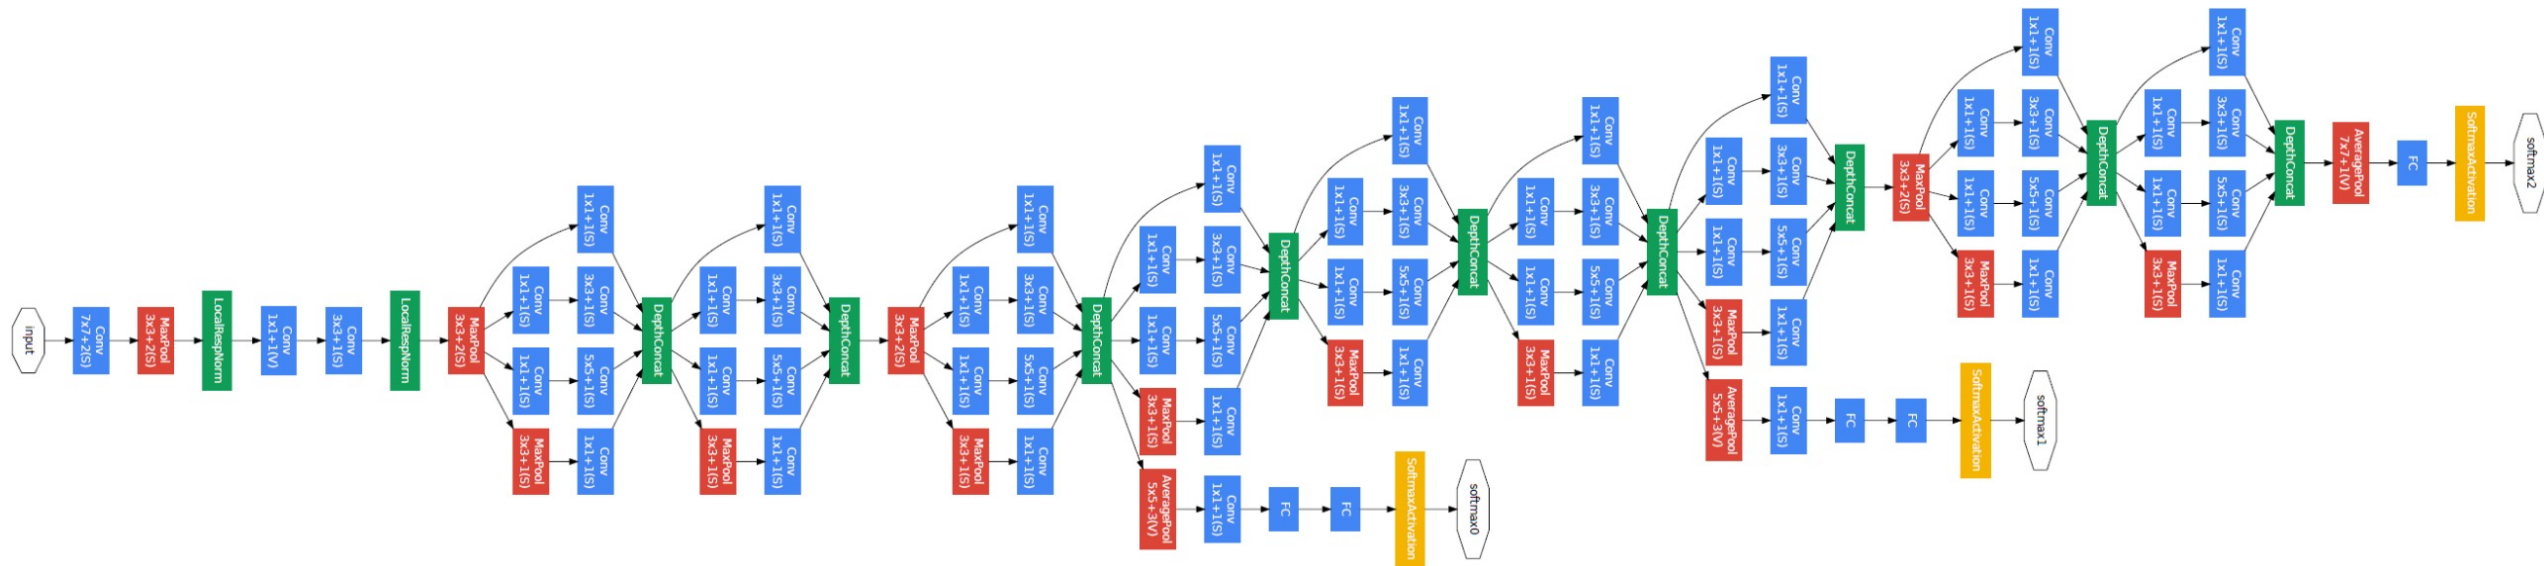 input
Conv
7x7+2(S)
MaxPool
3x3+2(S)
LocalRespNorm
Conv
1x1+1(V)
Conv
3x3+1(S)
LocalRespNorm
MaxPool
3x3+2(S)
Conv
1x1+1(S)
Conv
1x1+1(S)
MaxPool
3x3+1(S)
Conv
1x1+1(S)
Conv
3x3+1(S)
Conv
5x5+1(S)
Conv
1x1+1(S)
DepthConcat
Conv
1x1+1(S)
Conv
1x1+1(S)
MaxPool
3x3+1(S)
Conv
1x1+1(S)
Conv
3x3+1(S)
Conv
5x5+1(S)
Conv
1x1+1(S)
DepthConcat
MaxPool
3x3+2(S)
Conv
1x1+1(S)
Conv
1x1+1(S)
MaxPool
3x3+1(S)
Conv
1x1+1(S)
Conv
3x3+1(S)
Conv
5x5+1(S)
Conv
1x1+1(S)
DepthConcat
Conv
1x1+1(S)
Conv
1x1+1(S)
MaxPool
3x3+1(S)
AveragePool
5x5+3(V)
Conv
1x1+1(S)
Conv
3x3+1(S)
Conv
5x5+1(S)
Conv
1x1+1(S)
Conv
1x1+1(S)
DepthConcat
FC
Conv
1x1+1(S)
Conv
1x1+1(S)
MaxPool
3x3+1(S)
FC
Conv
1x1+1(S)
Conv
3x3+1(S)
Conv
5x5+1(S)
Conv
1x1+1(S)
SoftmaxActivation
DepthConcat
softmax0
Conv
1x1+1(S)
Conv
1x1+1(S)
MaxPool
3x3+1(S)
Conv
1x1+1(S)
Conv
3x3+1(S)
Conv
5x5+1(S)
Conv
1x1+1(S)
DepthConcat
Conv
1x1+1(S)
Conv
1x1+1(S)
MaxPool
3x3+1(S)
AveragePool
5x5+3(V)
Conv
1x1+1(S)
Conv
3x3+1(S)
Conv
5x5+1(S)
Conv
1x1+1(S)
Conv
1x1+1(S)
DepthConcat
FC
MaxPool
3x3+2(S)
FC
Conv
1x1+1(S)
Conv
1x1+1(S)
MaxPool
3x3+1(S)
SoftmaxActivation
Conv
1x1+1(S)
Conv
3x3+1(S)
Conv
5x5+1(S)
Conv
1x1+1(S)
softmax1
DepthConcat
Conv
1x1+1(S)
Conv
1x1+1(S)
MaxPool
3x3+1(S)
Conv
1x1+1(S)
Conv
3x3+1(S)
Conv
5x5+1(S)
Conv
1x1+1(S)
DepthConcat
AveragePool
7x7+1(V)
FC
SoftmaxActivation
softmax2